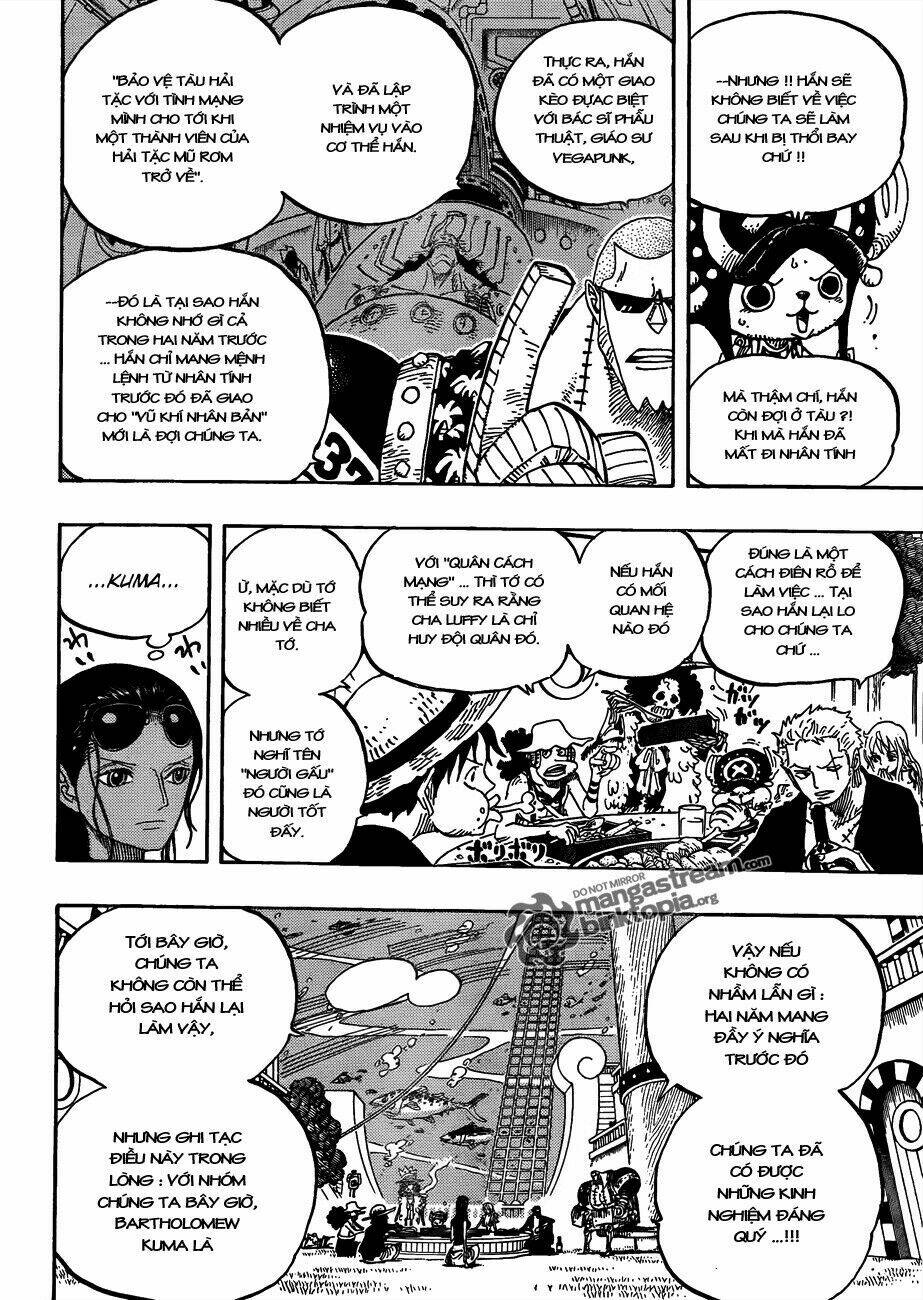 --NHƯNG !! HẮN SẼ
KHÔNG BIẾT VỀ VIỆC
CHÚNG TA SẼ LÀM
SAU KHI BỊ THỔI BAY
CHỨ !!
MÀ THẬM CHÍ, HẮN
CÒN ĐỢI Ở TÀU ?!
KHI MÀ HẮN ĐÃ
MẤT ĐI NHÂN TÍNH
THỰC RA, HẮN
ĐÃ CÓ MỘT GIAO
KÈO ĐỰAC BIỆT
VỚI BÁC SĨ PHẪU
THUẬT, GIÁO SƯ
VEGAPUNK,
VÀ ĐÃ LẬP
TRÌNH MỘT
NHIỆM VỤ VÀO
CƠ THỂ HẮN.
"BẢO VỆ TÀU HẢI
TẶC VỚI TÍNH MẠNG
MÌNH CHO TỚI KHI
MỘT THÀNH VIÊN CỦA
HẢI TẶC MŨ RƠM
TRỞ VỀ".
--ĐÓ LÀ TẠI SAO HẮN
KHÔNG NHỚ GÌ CẢ
TRONG HAI NĂM TRƯỚC
... HẮN CHỈ MANG MỆNH
LỆNH TỪ NHÂN TÍNH
TRƯỚC ĐÓ ĐÃ GIAO
CHO "VŨ KHÍ NHÂN BẢN"
MỚI LÀ ĐỢI CHÚNG TA.
37
ĐÚNG LÀ MỘT
CÁCH ĐIÊN RỒ ĐỂ
LÀM VIỆC ... TẠI
SAO HẮN LẠI LO
CHO CHÚNG TA
CHỨ ...
NẾU HẮN
CÓ MỐI
QUAN HỆ
NÀO ĐÓ
VỚI "QUÂN CÁCH
MẠNG" ... THÌ TỚ CÓ
THỂ SUY RA RẰNG
CHA LUFFY LÀ CHỈ
HUY ĐỘI QUÂN ĐÓ.
Ừ, MẶC DÙ TỚ
KHÔNG BIẾT
NHIỀU VỀ CHA
TỚ.
NHƯNG TỚ
NGHĨ TÊN
"NGƯỜI GẤU"
ĐÓ CŨNG LÀ
NGƯỜI TỐT
ĐẤY.
ボリボリ
...KUMA...
DO NOT MIRROR
mangastream.com
binktopia.org
VẬY NẾU
KHÔNG CÓ
NHẦM LẪN GÌ :
HAI NĂM MANG
ĐẦY Ý NGHĨA
TRƯỚC ĐÓ
CHÚNG TA ĐÃ
CÓ ĐƯỢC
NHỮNG KINH
NGHIỆM ĐÁNG
QUÝ ...!!!
TỚI BÂY GIỜ,
CHÚNG TA
KHÔNG CÒN THỂ
HỎI SAO HẮN LẠI
LÀM VẬY,
NHƯNG GHI TẠC
ĐIỀU NÀY TRONG
LÒNG : VỚI NHÓM
CHÚNG TA BÂY GIỜ,
BARTHOLOMEW
KUMA LÀ